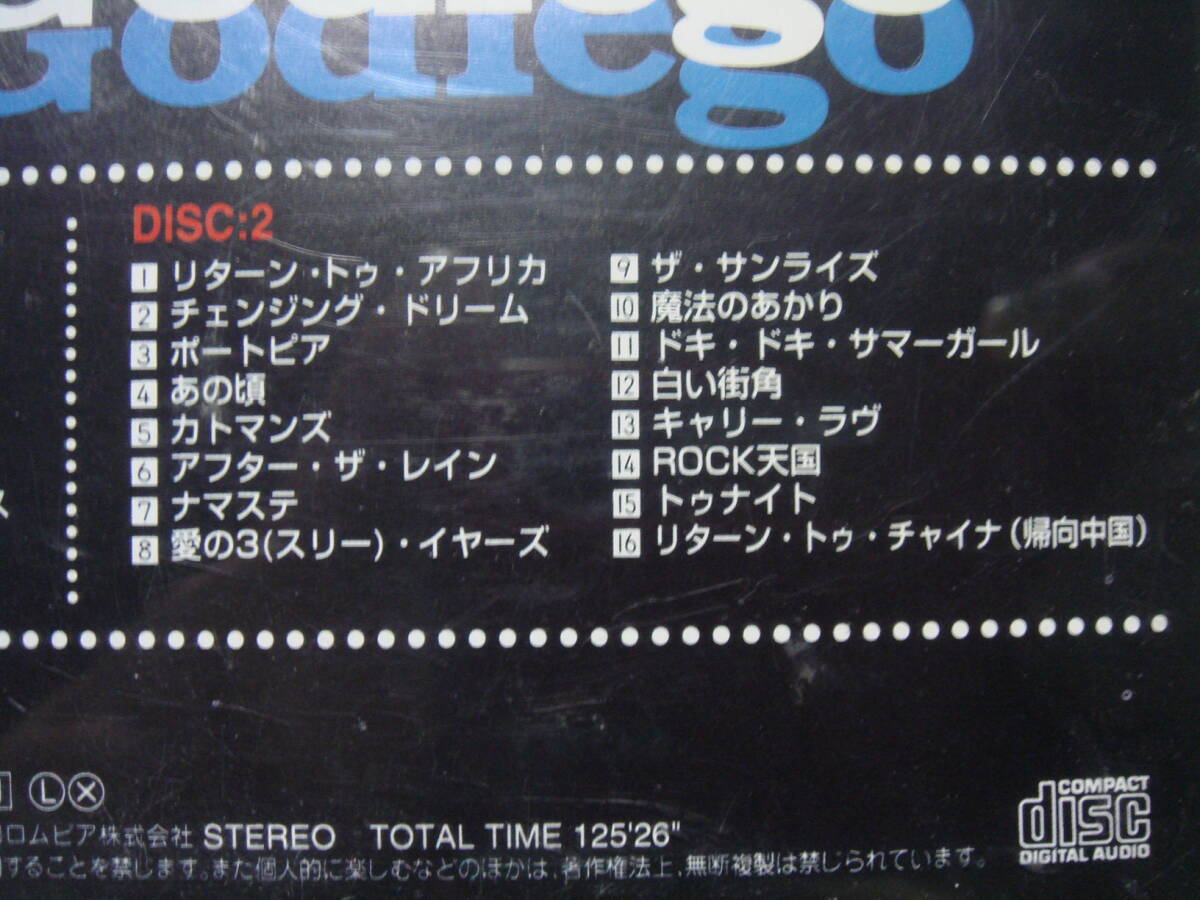 Godiego
DISC:2
1 リターン・トゥ・アフリカ
2 チェンジング・ドリーム
3 ポートピア
4 あの頃
5 カトマンズ
6 アフター・ザ・レイン
7 ナマステ
8 愛の3(スリー)・イヤーズ
9 ザ・サンライズ
10 魔法のあかり
11 ドキ・ドキ・サマーガール
12 白い街角
13 キャリー・ラヴ
14 ROCK天国
15 トゥナイト
16 リターン・トゥ・チャイナ(帰向中国)
ス
L X
COMPACT
disc
DIGITAL AUDIO
ロムビア株式会社 STEREO TOTAL TIME 125'26"
することを禁じます。また個人的に楽しむなどのほかは、著作権法上、無断複製は禁じられています。